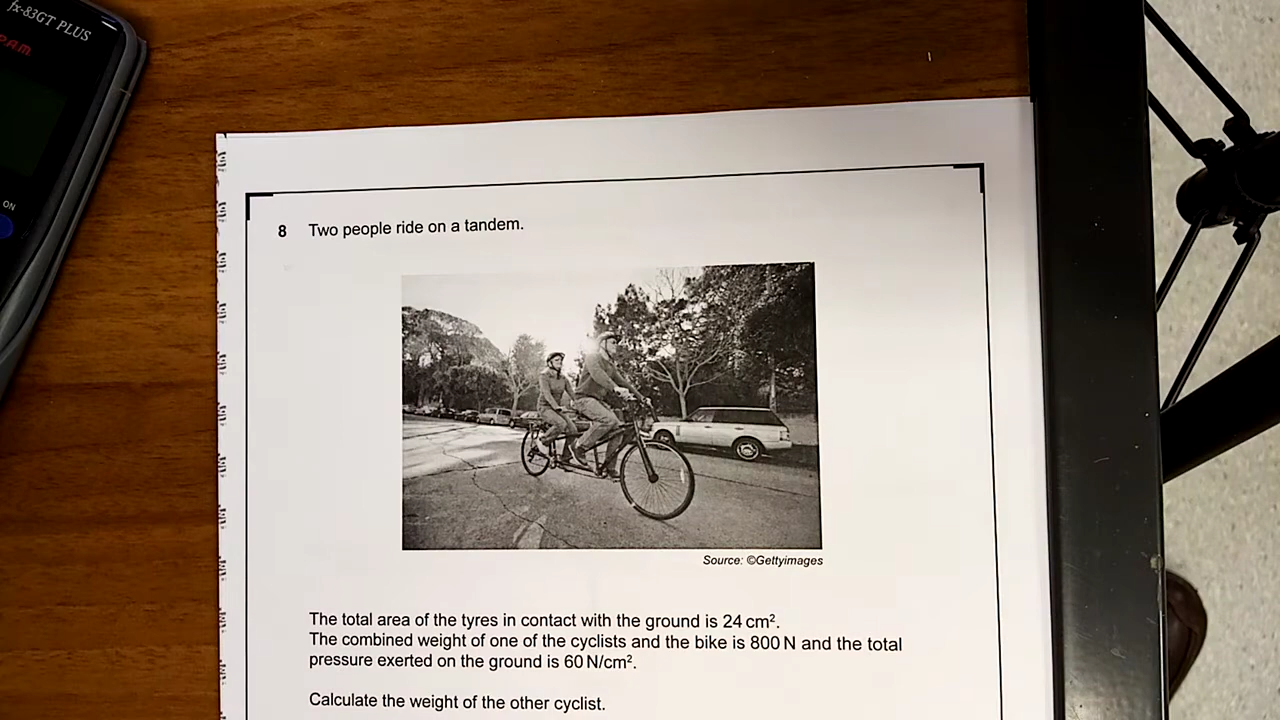 fx-83GT PLUS
ON
8 Two people ride on a tandem.
Source: ©Gettyimages
The total area of the tyres in contact with the ground is 24 cm².
The combined weight of one of the cyclists and the bike is 800 N and the total
pressure exerted on the ground is 60 N/cm².
Calculate the weight of the other cyclist.